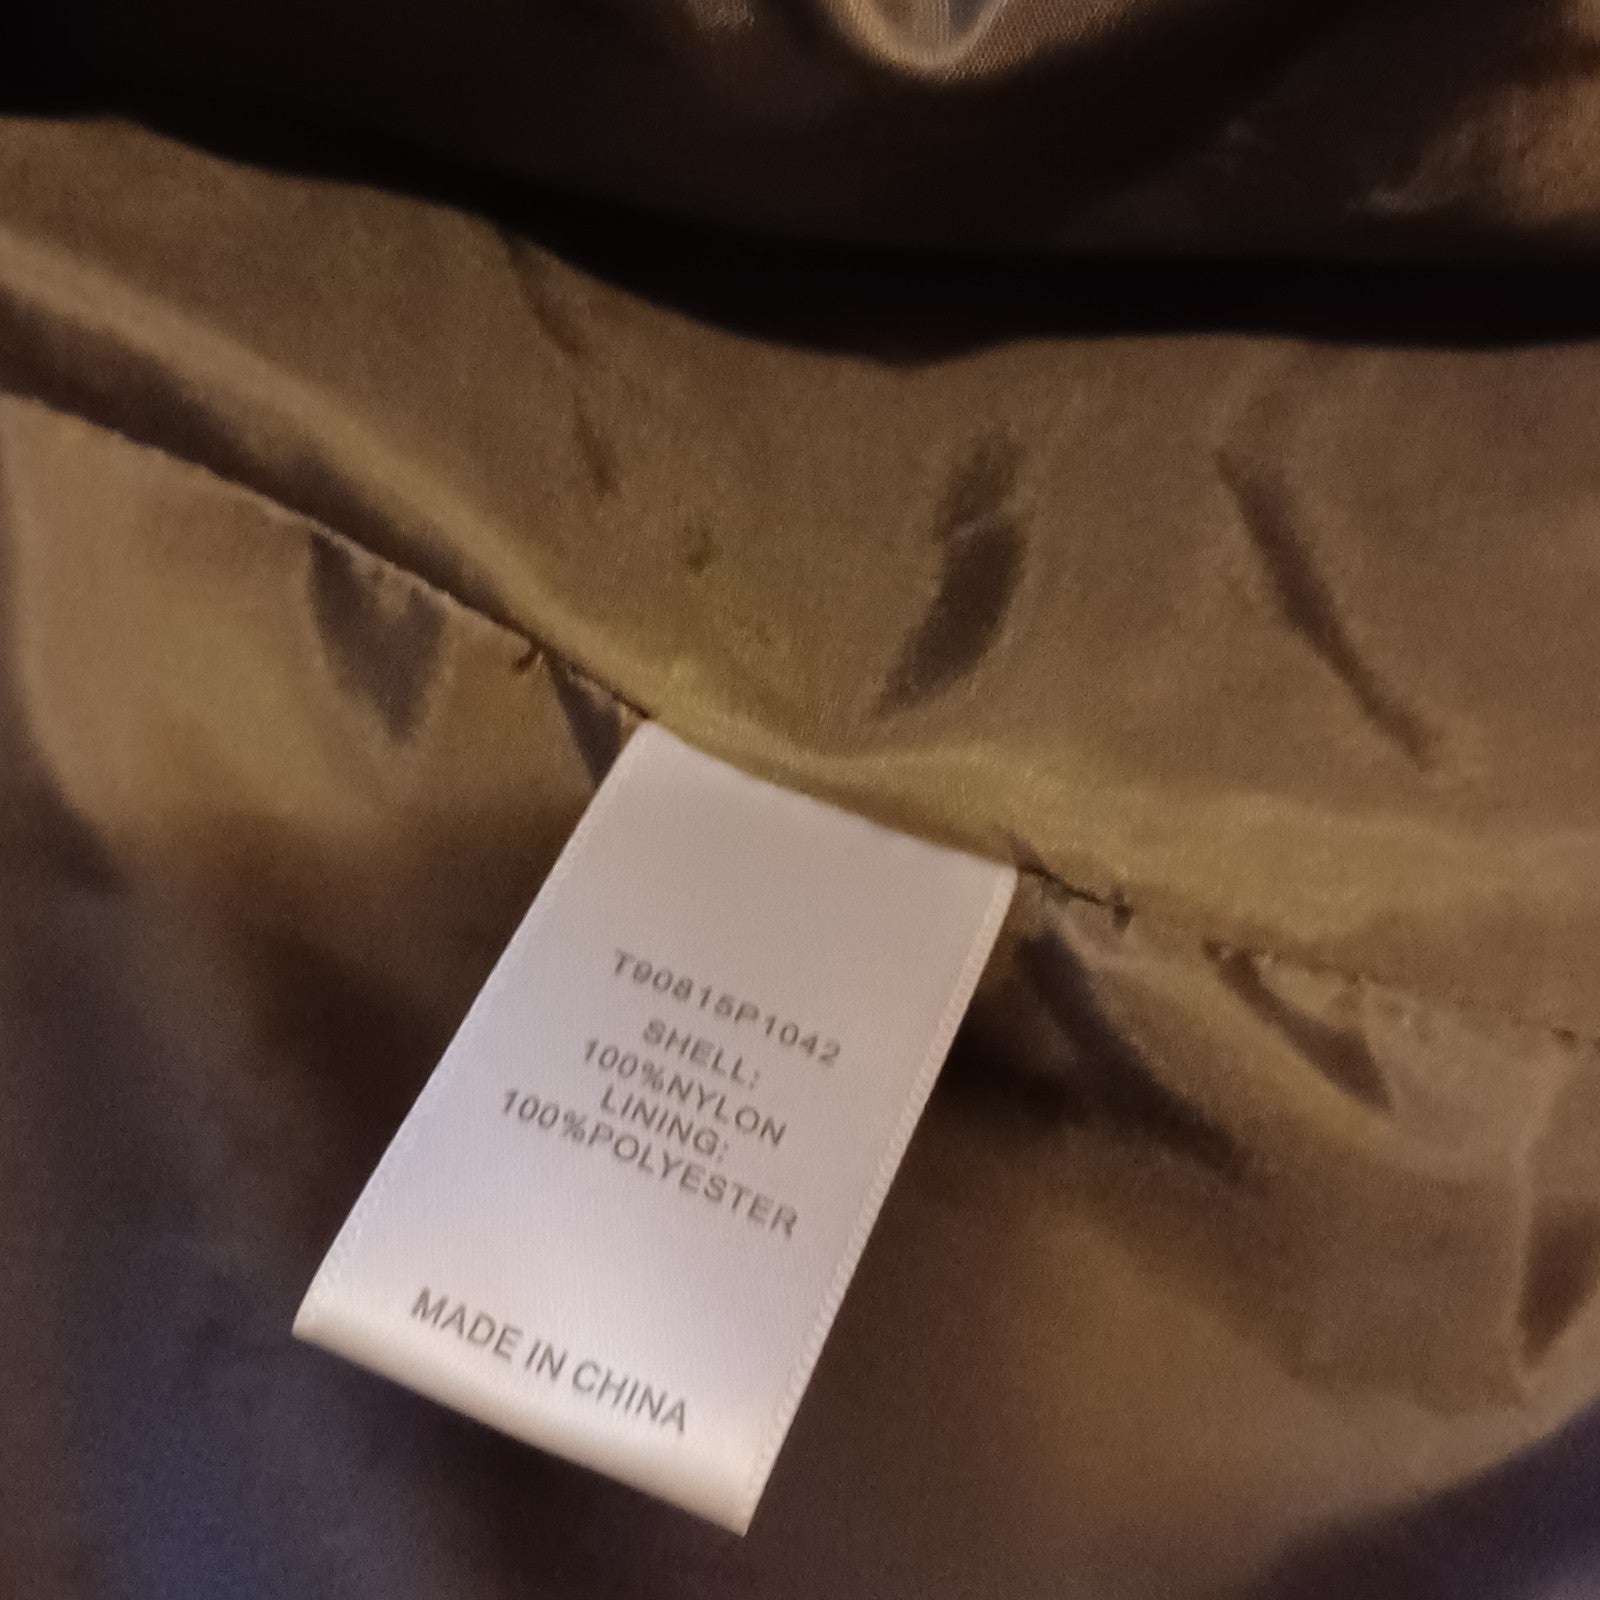 T90815P1042
SHELL:
100%NYLON
LINING:
100%POLYESTER
MADE IN CHINA